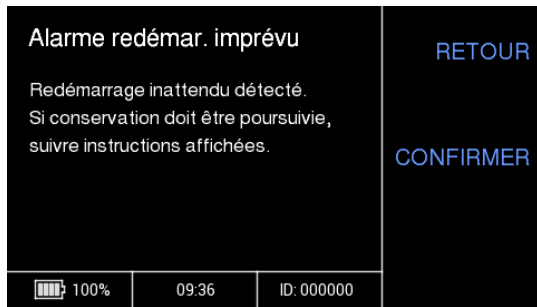 Alarme redémar. imprévu
RETOUR
Redémarrage inattendu détecté.
Si conservation doit être poursuivie,
suivre instructions affichées.
CONFIRMER
100%
09:36
ID: 000000